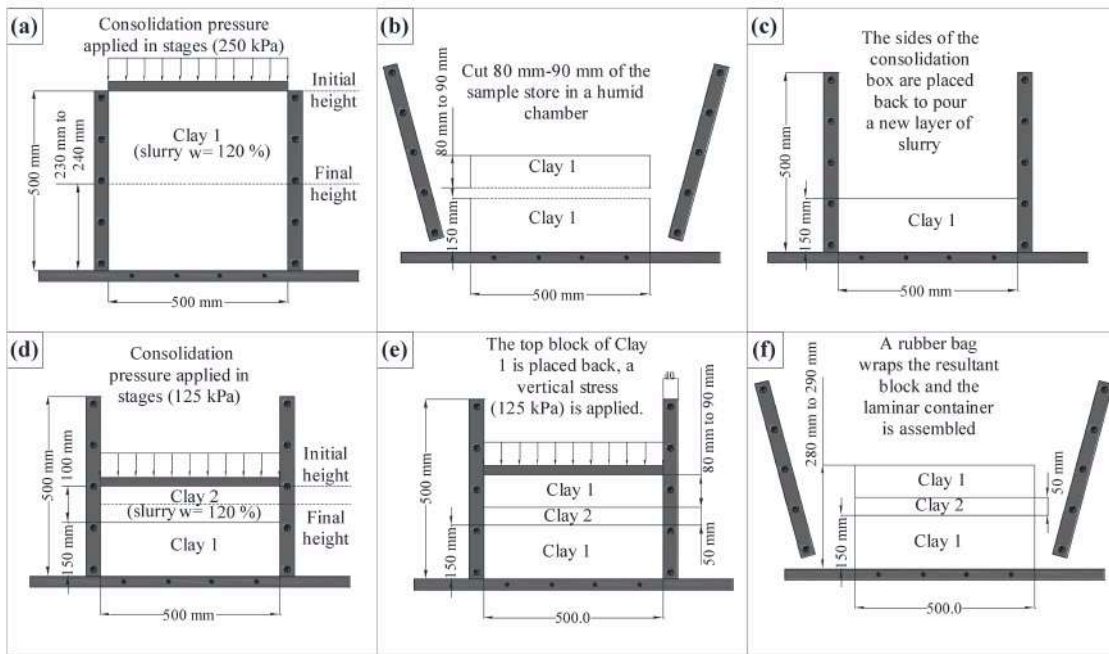 (a)
Consolidation pressure
applied in stages (250 kPa)
Initial
height
Clay 1
(slurry w= 120 %)
Final
height
500 mm
230 mm to
240 mm
500 mm
(b)
Cut 80 mm-90 mm of the
sample store in a humid
chamber
80 mm to 90 mm
Clay 1
Clay 1
150 mm
500 mm
(c)
The sides of the
consolidation
box are placed
back to pour
a new layer of
slurry
500 mm
150 mm
Clay 1
500 mm
(d)
Consolidation
pressure applied in
stages (125 kPa)
500 mm
100 mm
Initial
height
Clay 2
(slurry w= 120 %)
Final
height
Clay 1
150 mm
500 mm
(e)
The top block of Clay
1 is placed back, a
vertical stress
(125 kPa) is applied.
40
80 mm to 90 mm
500 mm
Clay 1
Clay 2
Clay 1
150 mm
50 mm
500.0
(f)
A rubber bag
wraps the resultant
block and the
laminar container
is assembled
280 mm to 290 mm
50 mm
Clay 1
Clay 2
Clay 1
150 mm
500.0